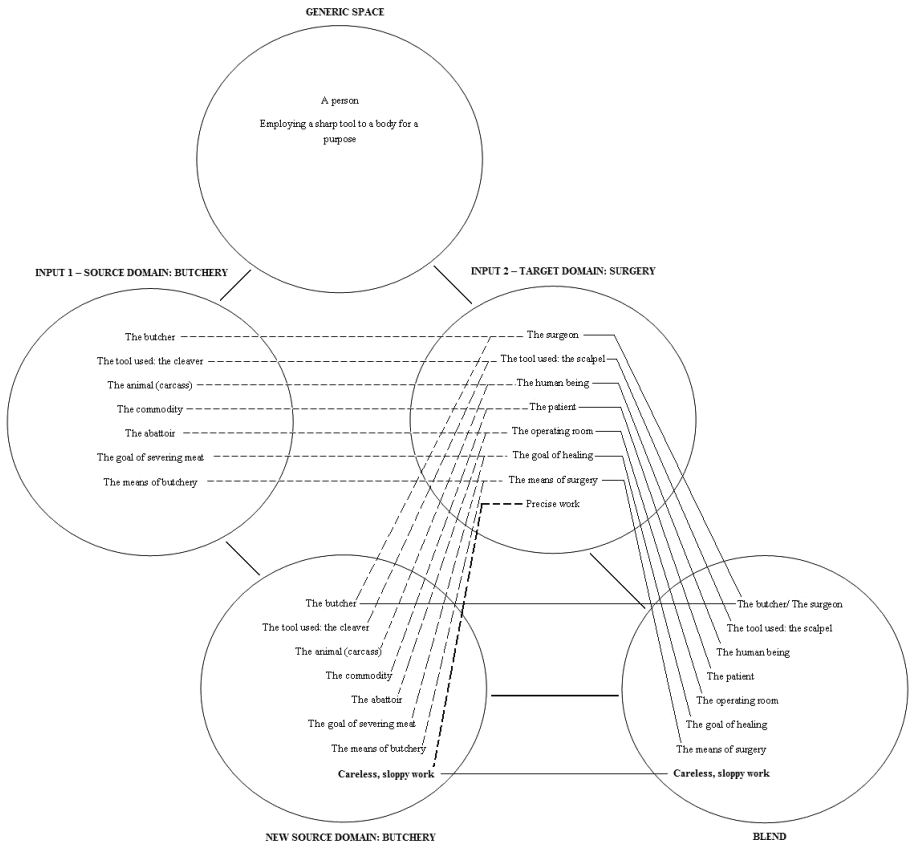 GENERIC SPACE
A person
Employing a sharp tool to a body for a
purpose
INPUT 1 – SOURCE DOMAIN: BUTCHERY
INPUT 2 – TARGET DOMAIN: SURGERY
The butcher
The tool used: the cleaver
The animal (carcass)
The commodity
The abattoir
The goal of severing meat
The means of butchery
The surgeon
The tool used: the scalpel
The human being
The patient
The operating room
The goal of healing
The means of surgery
Precise work
The butcher
The tool used: the cleaver
The animal (carcass)
The commodity
The abattoir
The goal of severing meat
The means of butchery
Careless, sloppy work
The butcher/ The surgeon
The tool used: the scalpel
The human being
The patient
The operating room
The goal of healing
The means of surgery
Careless, sloppy work
NEW SOURCE DOMAIN: BUTCHERY
BLEND